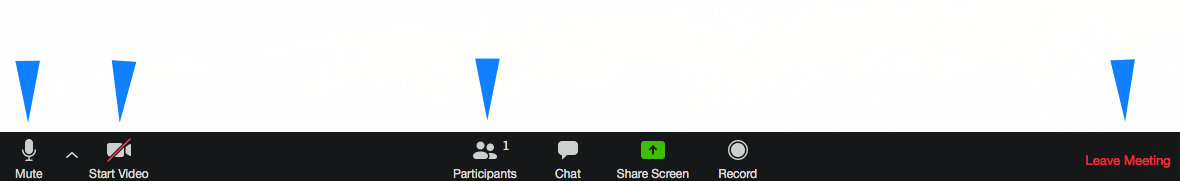 1
Mute
Start Video
Participants
Chat
Share Screen
Record
Leave Meeting